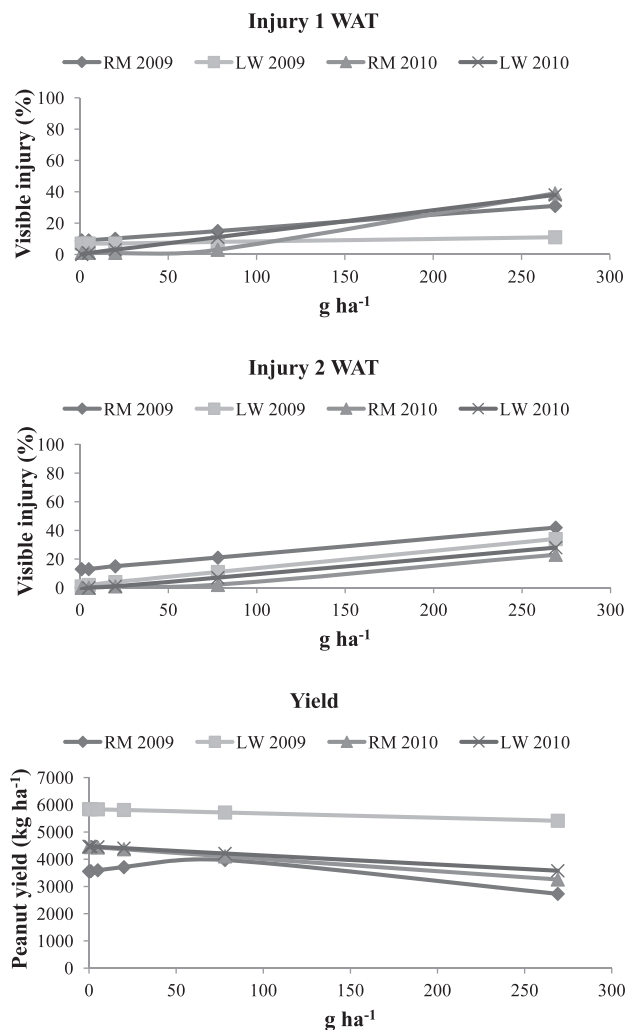 Injury 1 WAT
RM 2009 LW 2009 RM 2010 LW 2010
Visible injury (%)
100
80
60
40
20
0
0 50 100 150 200 250 300
g ha-1
Injury 2 WAT
RM 2009 LW 2009 RM 2010 LW 2010
Visible injury (%)
100
80
60
40
20
0
0 50 100 150 200 250 300
g ha-1
Yield
RM 2009 LW 2009 RM 2010 LW 2010
Peanut yield (kg ha-1)
7000
6000
5000
4000
3000
2000
1000
0
0 50 100 150 200 250 300
g ha-1